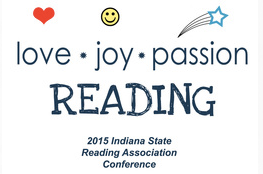 love * joy * passion
READING
2015 Indiana State
Reading Association
Conference